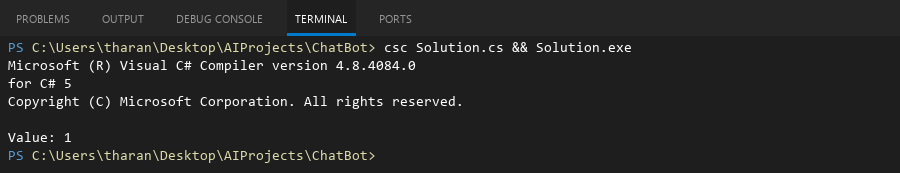 PROBLEMS OUTPUT DEBUG CONSOLE TERMINAL PORTS
PS C:\Users\tharan\Desktop\AIProjects\ChatBot> csc Solution.cs && Solution.exe
Microsoft (R) Visual C# Compiler version 4.8.4084.0
for C# 5
Copyright (C) Microsoft Corporation. All rights reserved.
Value: 1
PS C:\Users\tharan\Desktop\AIProjects\ChatBot>